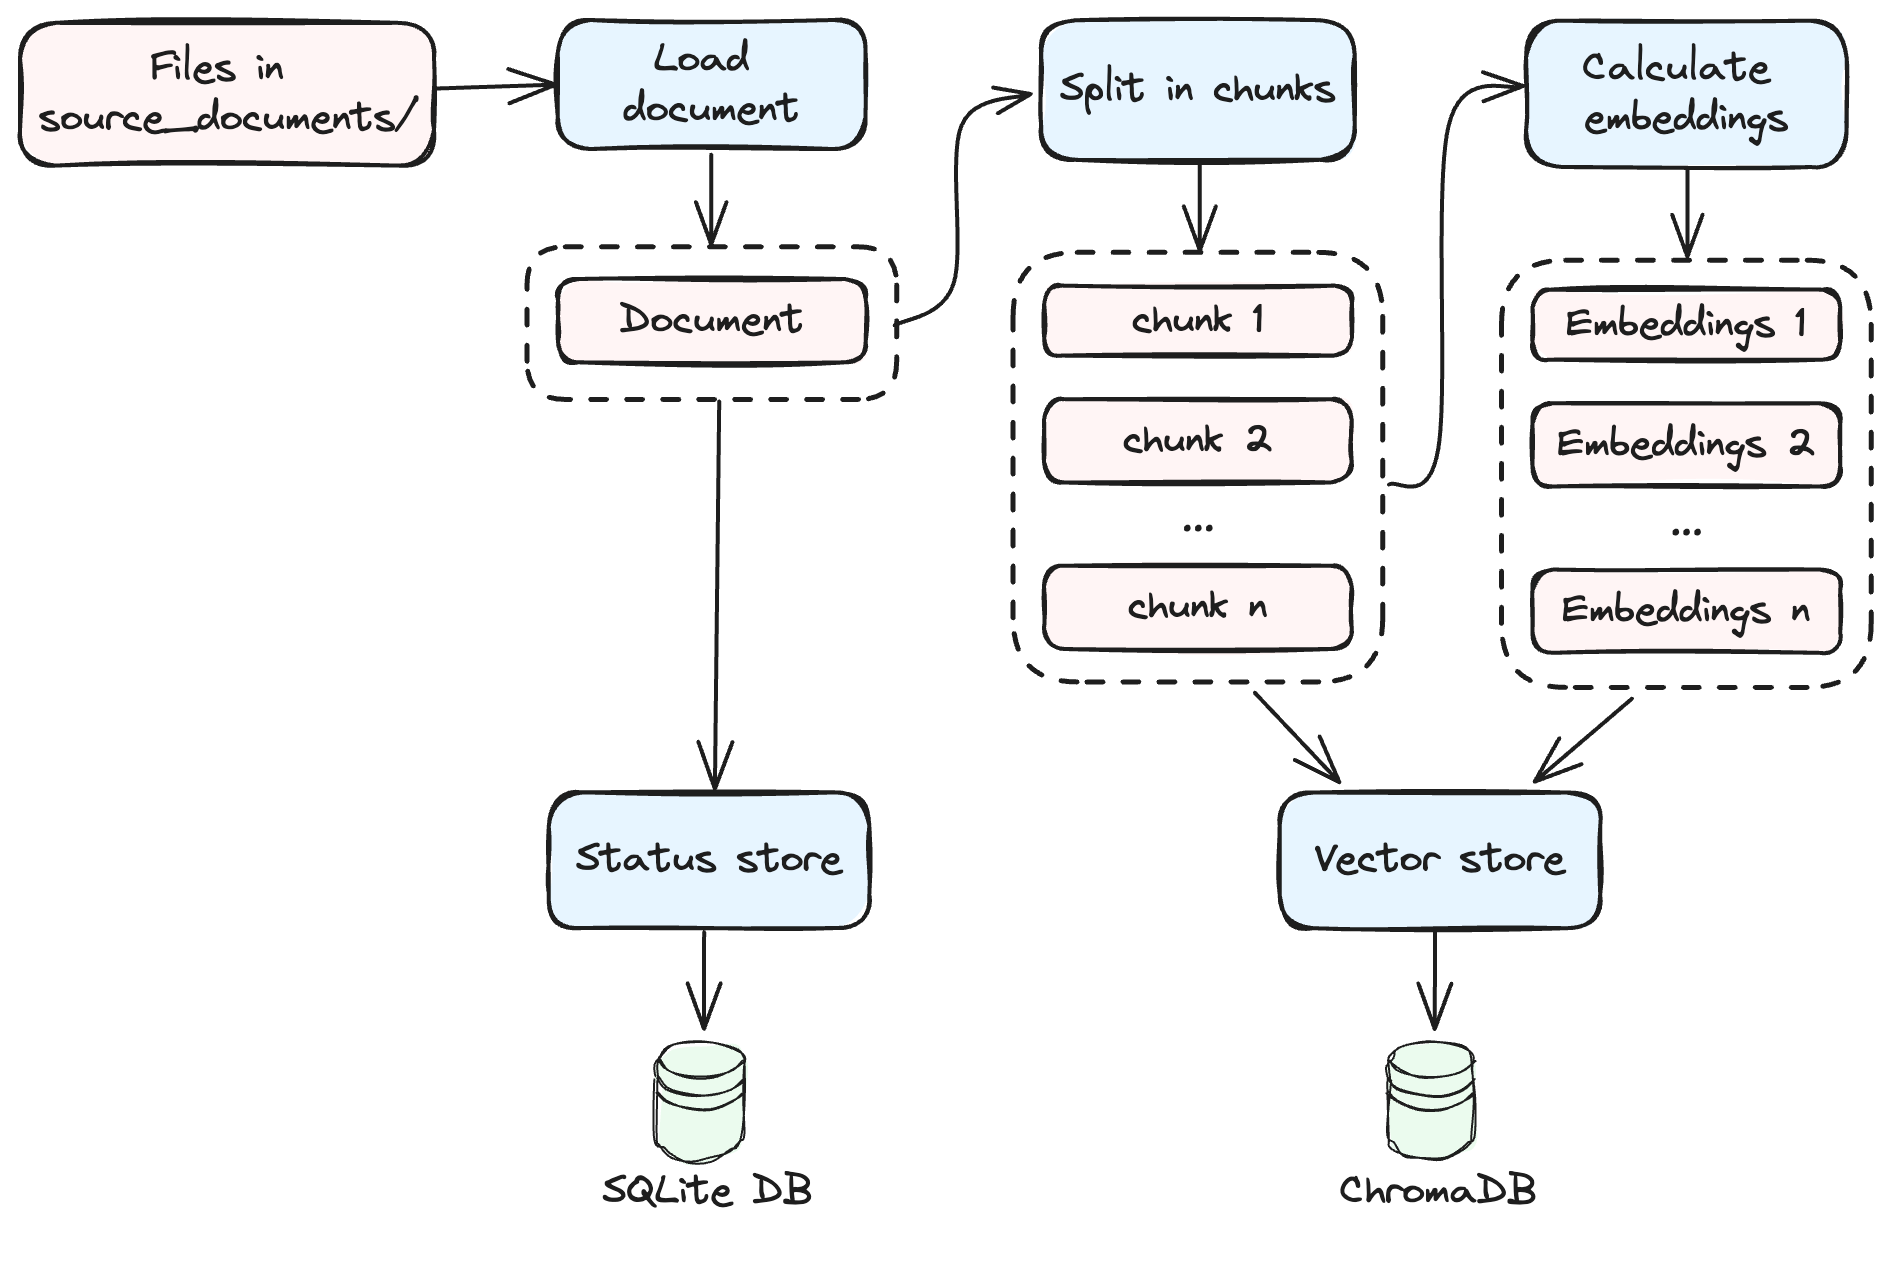 Files in
source_documents/
Load
document
Split in chunks
Calculate
embeddings
Document
chunk 1
chunk 2
...
chunk n
Embeddings 1
Embeddings 2
...
Embeddings n
Status store
Vector store
SQLite DB
ChromaDB